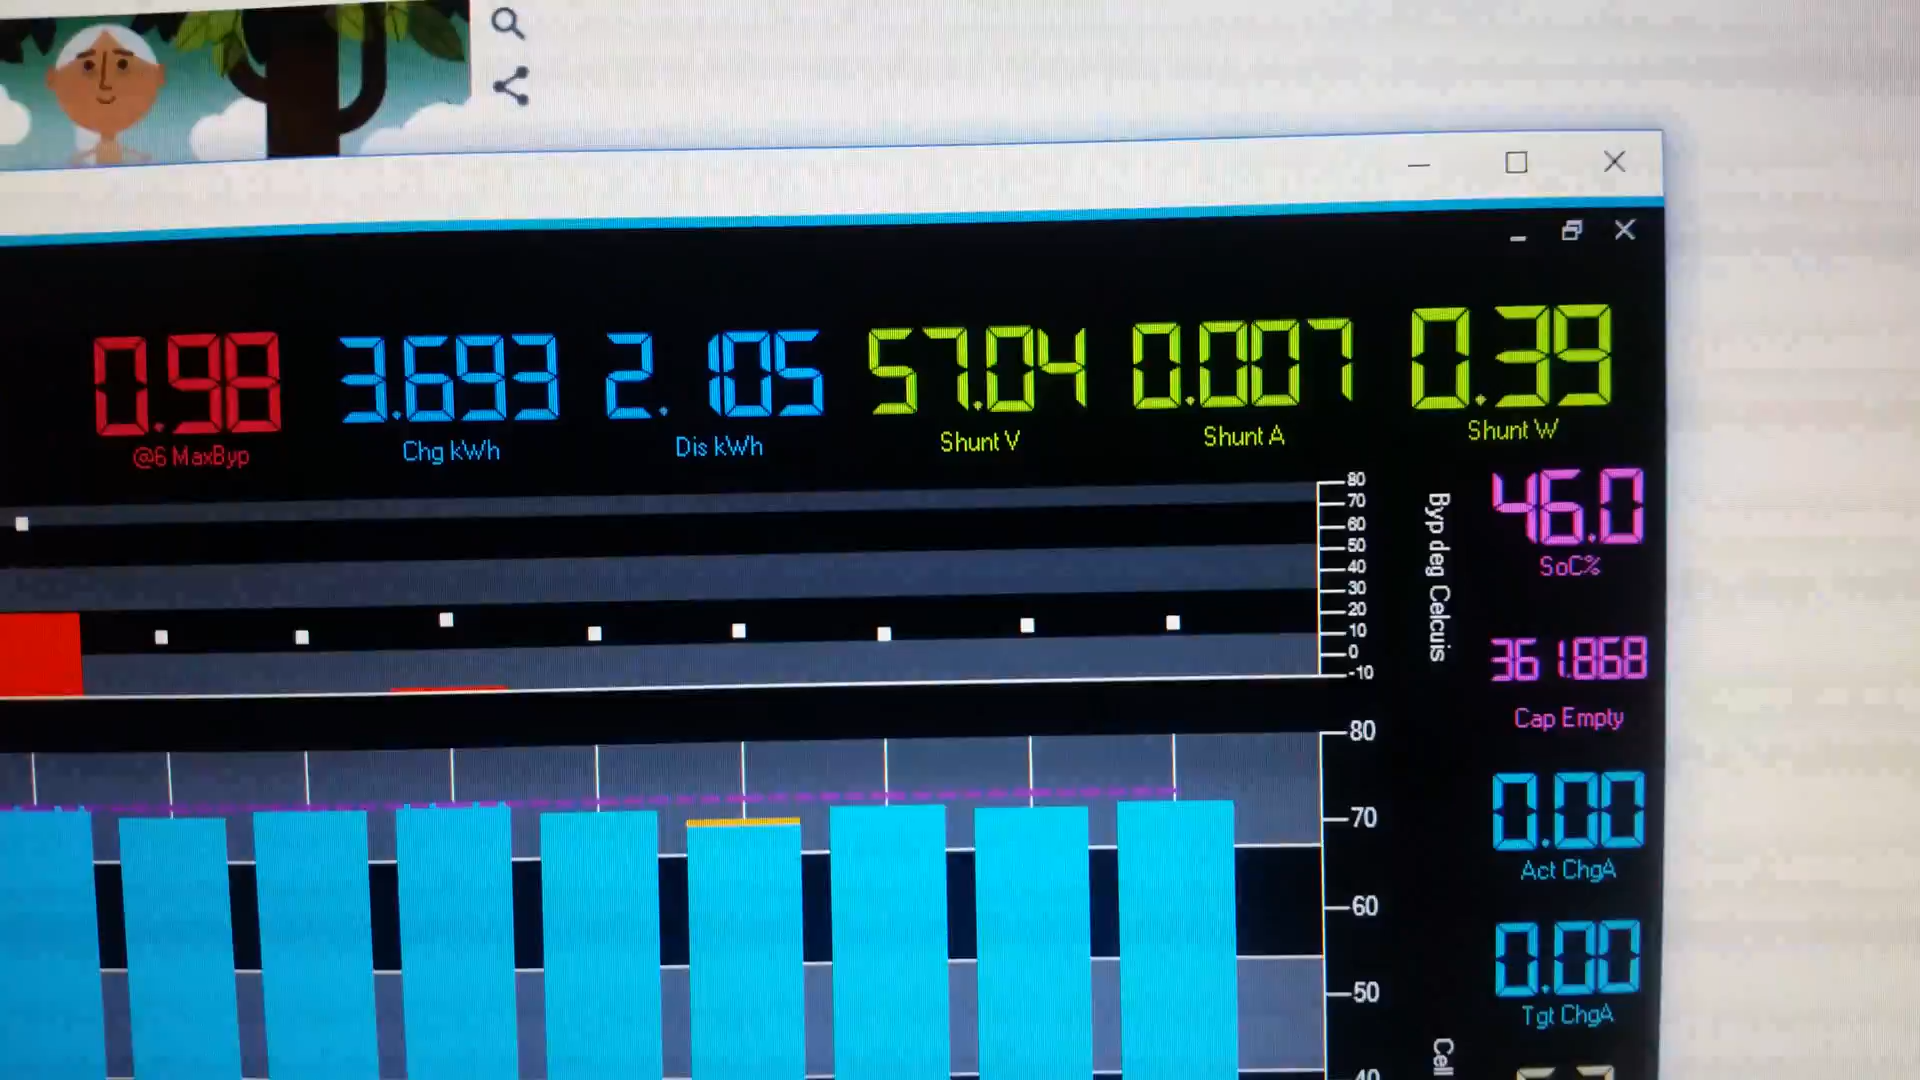 0.98
@6 MaxByp
3.693
Chg kWh
2.105
Dis kWh
57.04
Shunt V
0.007
Shunt A
0.39
Shunt W
80
70
60
50
40
30
20
10
0
-10
Byp deg Celcuis
46.0
SoC%
361.868
Cap Empty
80
70
60
50
40
0.00
Act ChgA
0.00
Tgt ChgA
Cell